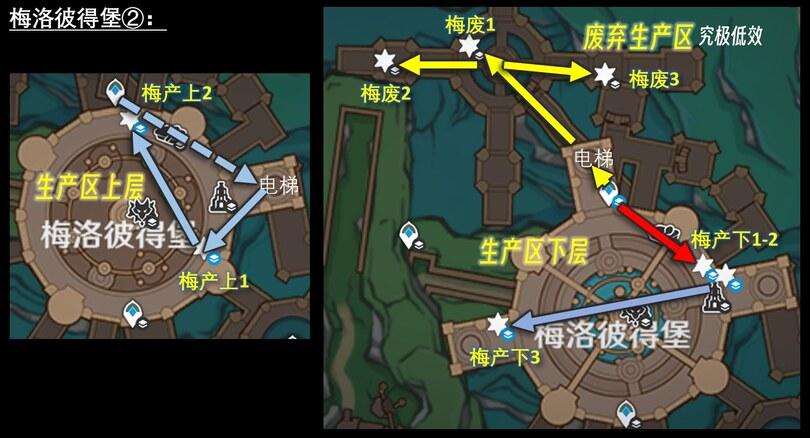 梅洛彼得堡②：
梅产上2
生产区上层
电梯
梅洛彼得堡
梅产上1
梅废1
废弃生产区 究极低效
梅废2
梅废3
电梯
梅产下1-2
生产区下层
梅洛彼得堡
梅产下3